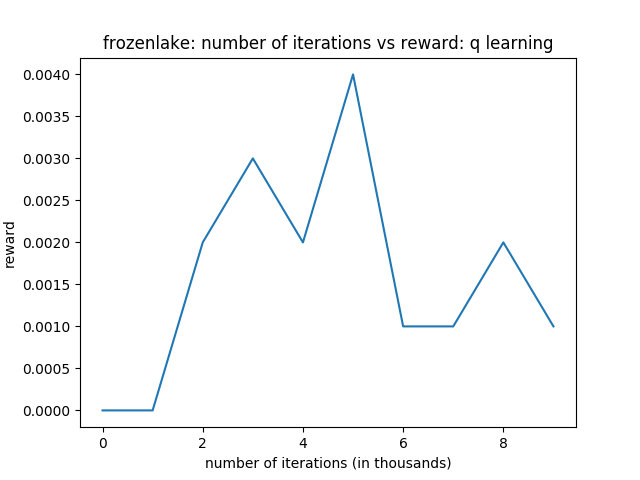 frozenlake: number of iterations vs reward: q learning
0.0040
0.0035
0.0030
0.0025
0.0020
0.0015
0.0010
0.0005
0.0000
reward
0 2 4 6 8
number of iterations (in thousands)